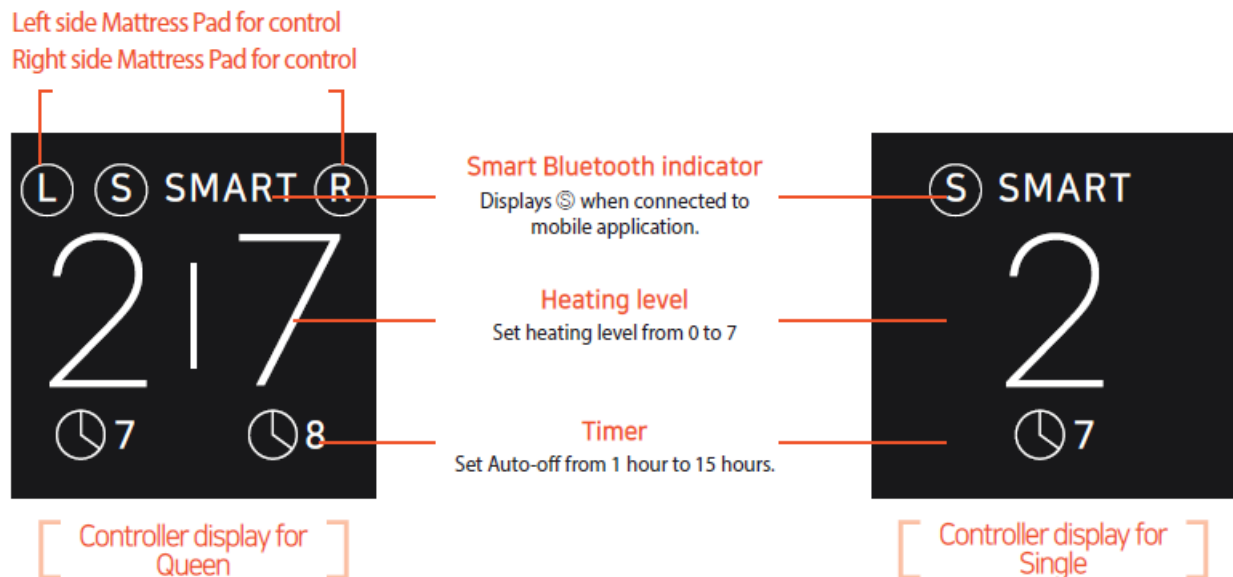 Left side Mattress Pad for control
Right side Mattress Pad for control
L S SMART R
2 7
7 8
Controller display for
Queen
Smart Bluetooth indicator
Displays Ⓢ when connected to
mobile application.
Heating level
Set heating level from 0 to 7
Timer
Set Auto-off from 1 hour to 15 hours.
S SMART
2
7
Controller display for
Single